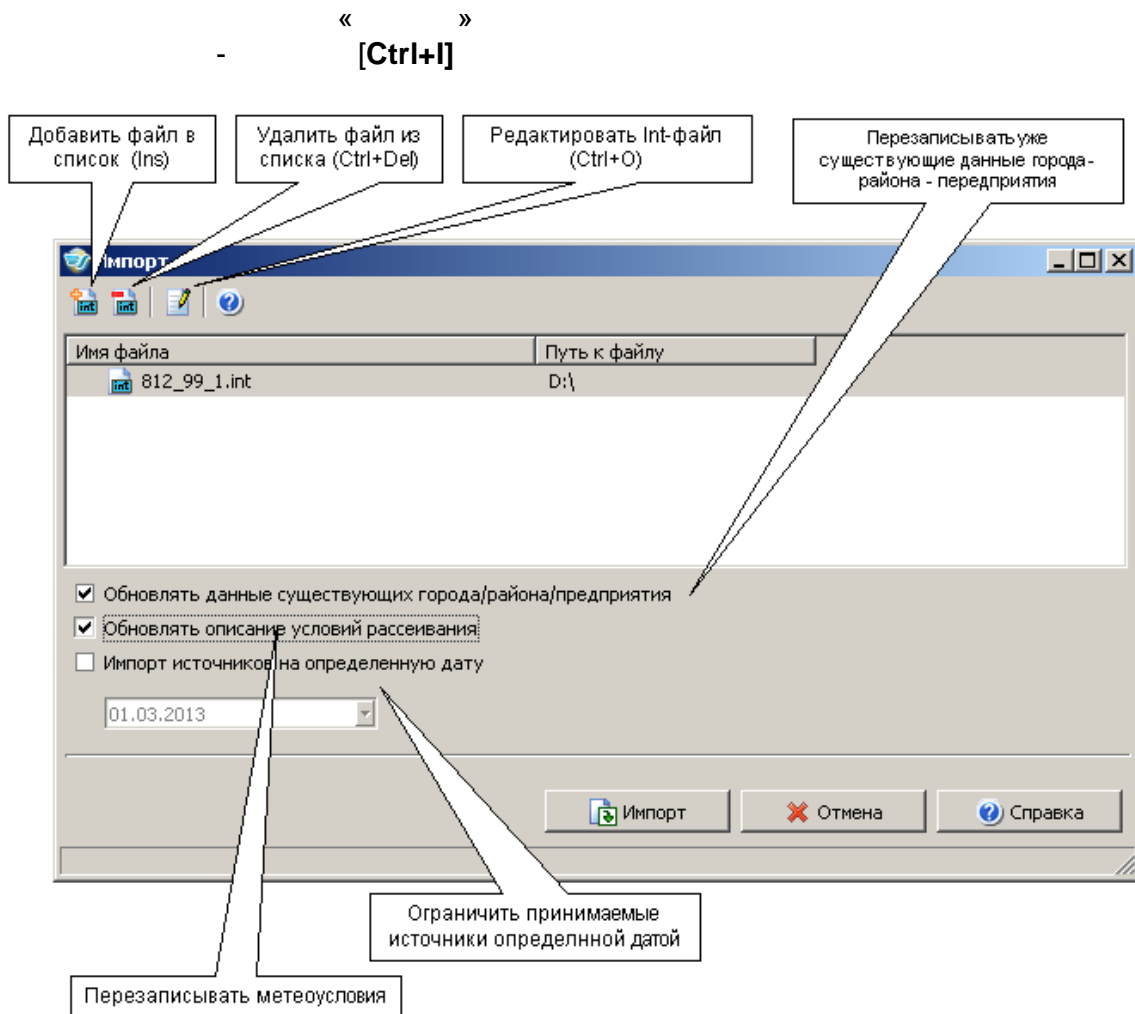 « »
- [Ctrl+I]
Добавить файл в
список (Ins)
Удалить файл из
списка (Ctrl+Del)
Редактировать Int-файл
(Ctrl+O)
Перезаписывать уже
существующие данные города-
района - передприятия
Импорт
int int
Имя файла Путь к файлу
int 812_99_1.int D:\
Обновлять данные существующих города/района/предприятия
Обновлять описание условий рассеивания
Импорт источников на определенную дату
01.03.2013
Импорт Отмена Справка
Ограничить принимаемые
источники определнной датой
Перезаписывать метеоусловия